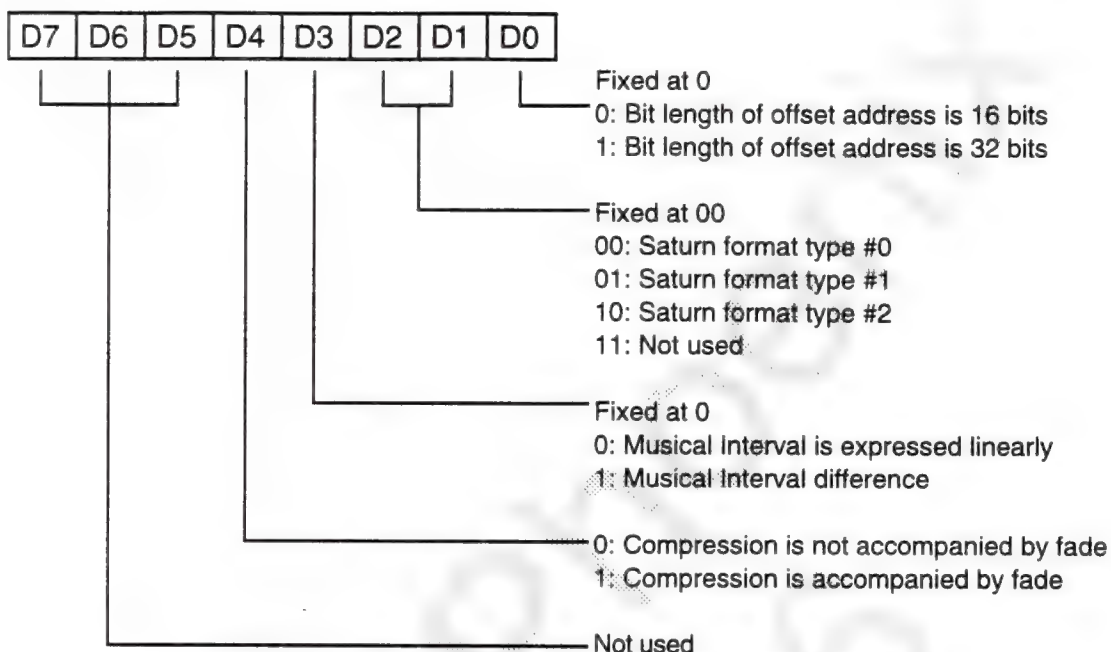 D7 D6 D5 D4 D3 D2 D1 D0
Fixed at 0
0: Bit length of offset address is 16 bits
1: Bit length of offset address is 32 bits
Fixed at 00
00: Saturn format type #0
01: Saturn format type #1
10: Saturn format type #2
11: Not used
Fixed at 0
0: Musical Interval is expressed linearly
1: Musical Interval difference
0: Compression is not accompanied by fade
1: Compression is accompanied by fade
Not used